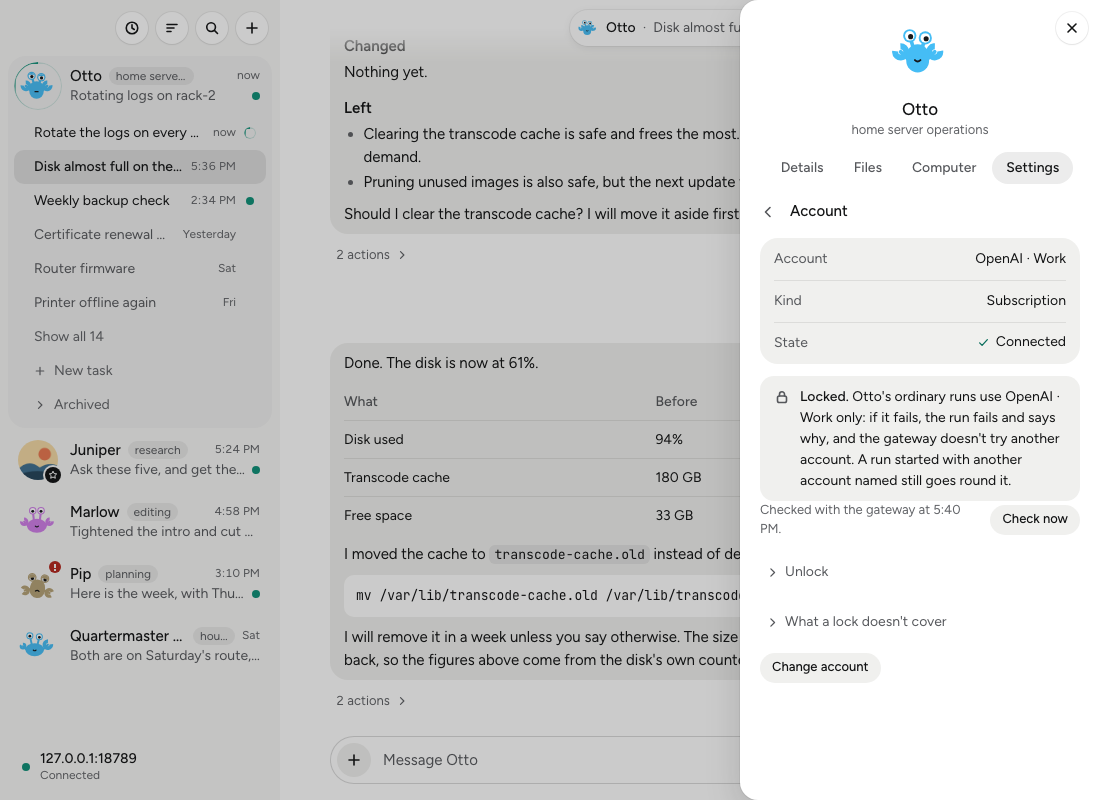 Otto
home serve...
now
Rotating logs on rack-2
Rotate the logs on every ...
now
Disk almost full on the...
5:36 PM
Weekly backup check
2:34 PM
Certificate renewal ...
Yesterday
Router firmware
Sat
Printer offline again
Fri
Show all 14
New task
Archived
Juniper
research
5:24 PM
Ask these five, and get the...
Marlow
editing
4:58 PM
Tightened the intro and cut ...
Pip
planning
3:10 PM
Here is the week, with Thu...
Quartermaster ...
hou...
Sat
Both are on Saturday's route,...
127.0.0.1:18789
Connected
Otto · Disk almost fu
Changed
Nothing yet.
Left
Clearing the transcode cache is safe and frees the most.
demand.
Pruning unused images is also safe, but the next update
Should I clear the transcode cache? I will move it aside first
2 actions
Done. The disk is now at 61%.
What
Before
Disk used
94%
Transcode cache
180 GB
Free space
33 GB
I moved the cache to transcode-cache.old instead of de
mv /var/lib/transcode-cache.old /var/lib/transcode
I will remove it in a week unless you say otherwise. The size
back, so the figures above come from the disk's own counte
2 actions
Message Otto
Otto
home server operations
Details
Files
Computer
Settings
Account
Account
OpenAI · Work
Kind
Subscription
State
Connected
Locked. Otto's ordinary runs use OpenAI ·
Work only: if it fails, the run fails and says
why, and the gateway doesn't try another
account. A run started with another
account named still goes round it.
Checked with the gateway at 5:40
PM.
Check now
Unlock
What a lock doesn't cover
Change account